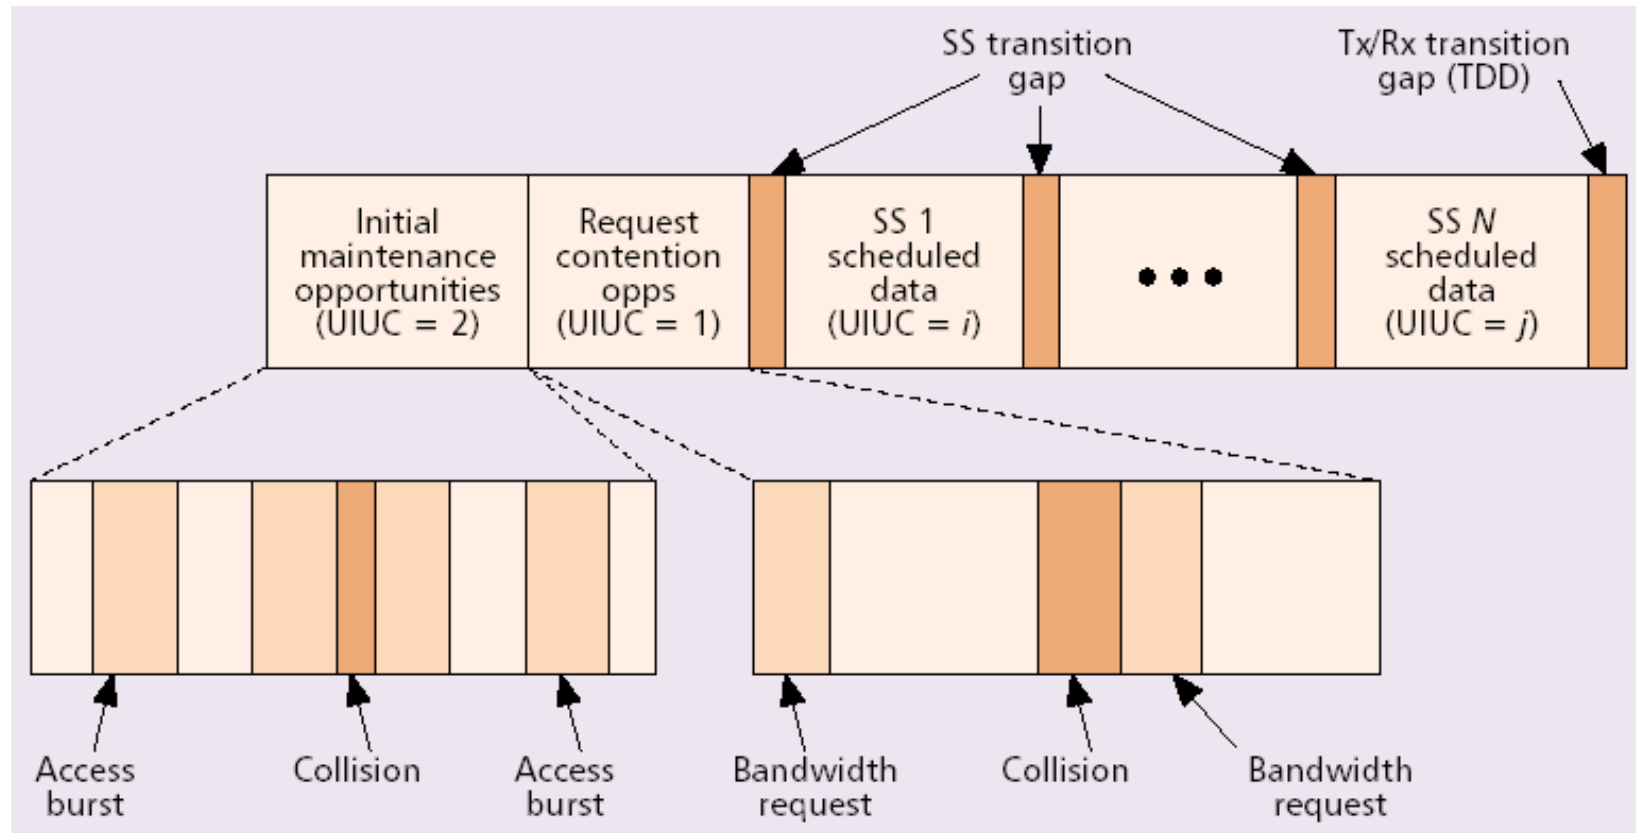 SS transition
gap
Tx/Rx transition
gap (TDD)
Initial
maintenance
opportunities
(UIUC = 2)
Request
contention
opps
(UIUC = 1)
SS 1
scheduled
data
(UIUC = i)
SS N
scheduled
data
(UIUC = j)
Access
burst
Collision
Access
burst
Bandwidth
request
Collision
Bandwidth
request